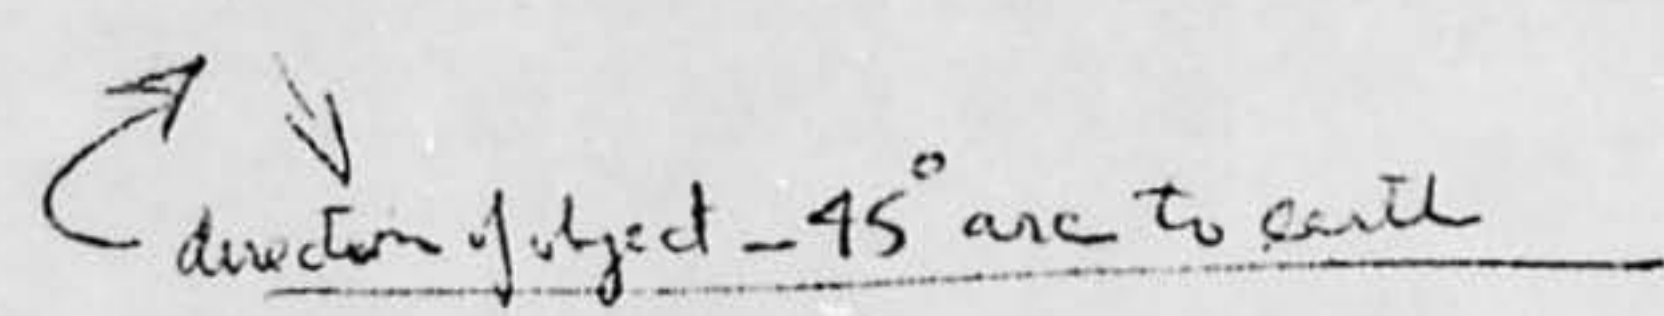 direction of object - 45° arc to earth